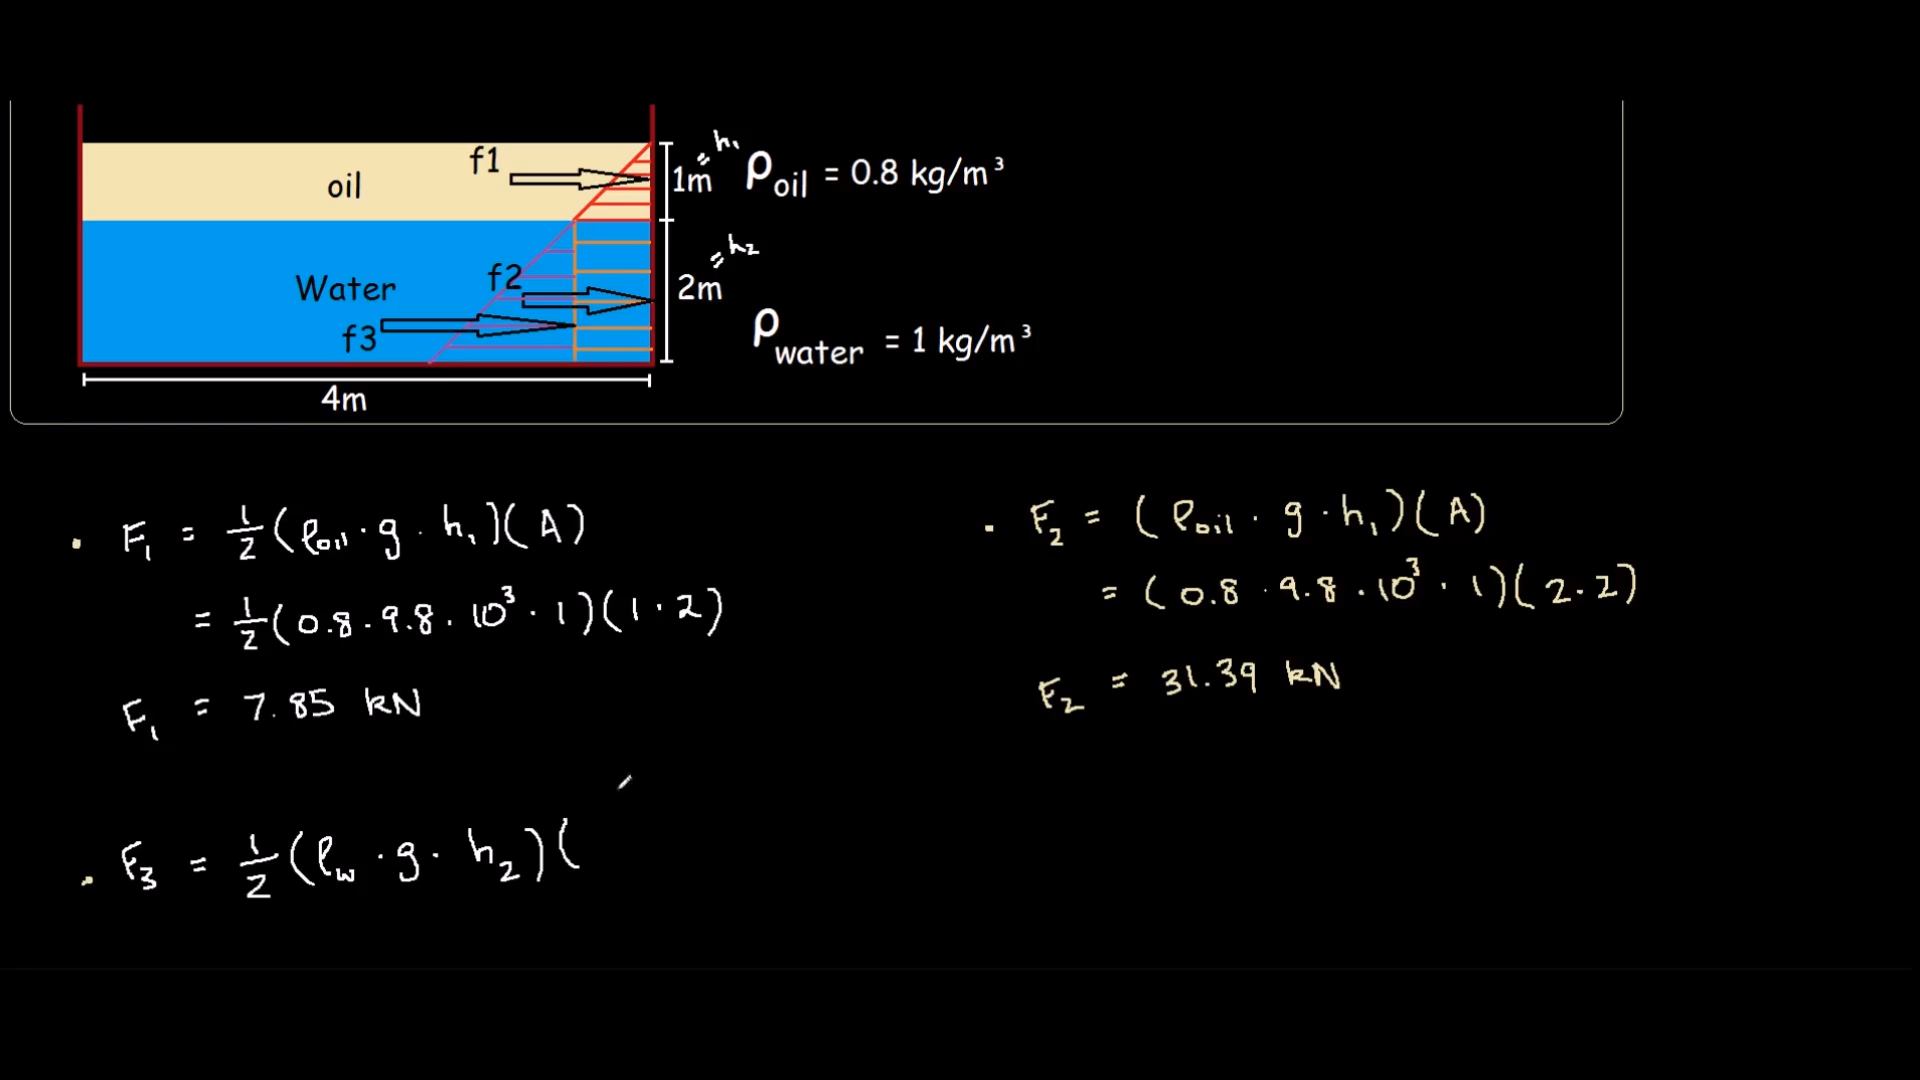 f1
oil
1m = h₁
ρoil = 0.8 kg/m³
f2
Water
f3
2m = h₂
ρwater = 1 kg/m³
4m
• F₁ = 1/2 (ρoil · g · h₁)(A)
= 1/2 (0.8 · 9.8 · 10³ · 1)(1 · 2)
F₁ = 7.85 kN
• F₂ = (ρoil · g · h₁)(A)
= (0.8 · 9.8 · 10³ · 1)(2 · 2)
F₂ = 31.39 kN
• F₃ = 1/2 (ρw · g · h₂)(